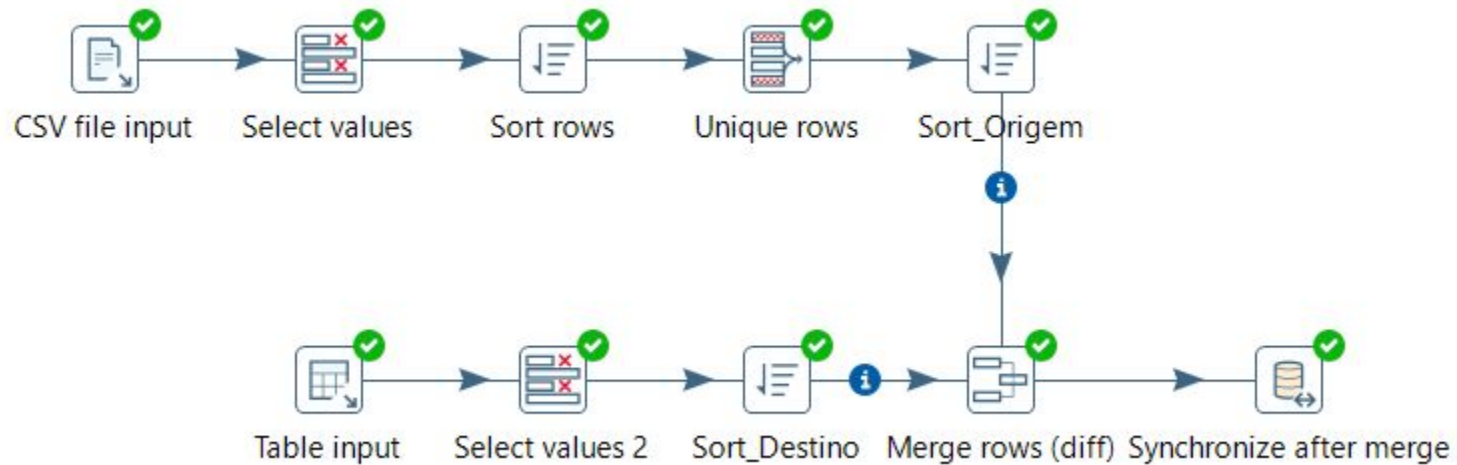 CSV file input
Select values
Sort rows
Unique rows
Sort_Origem
Table input
Select values 2
Sort_Destino
Merge rows (diff)
Synchronize after merge